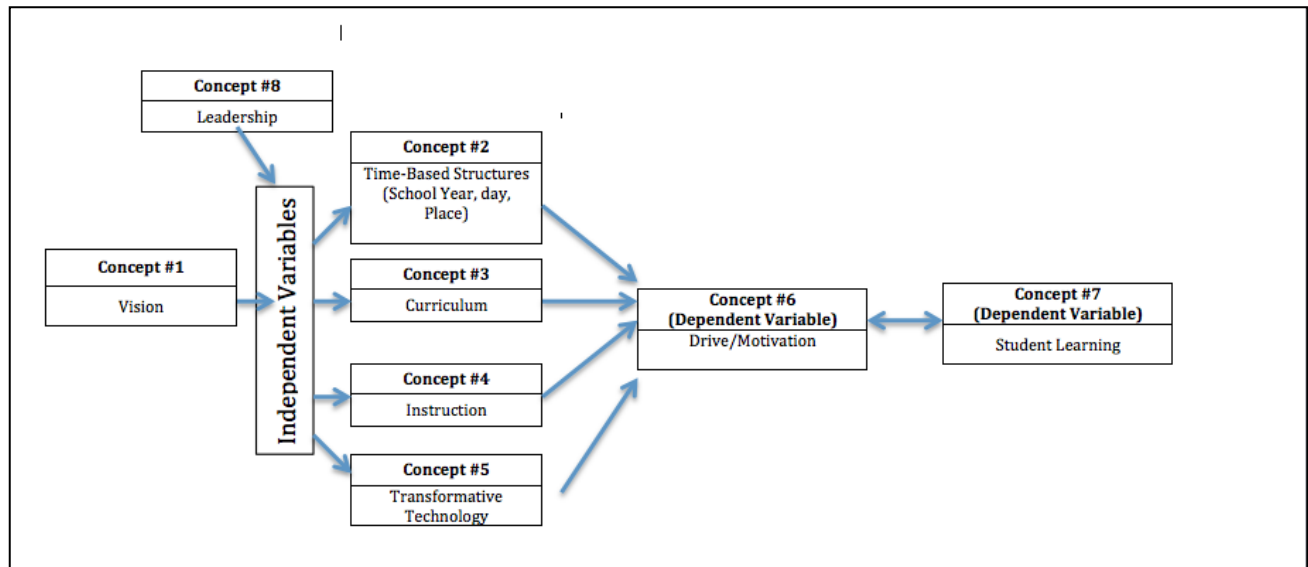 Concept #8
Leadership
Concept #2
Time-Based Structures
(School Year, day,
Place)
Independent Variables
Concept #1
Vision
Concept #3
Curriculum
Concept #6
(Dependent Variable)
Drive/Motivation
Concept #7
(Dependent Variable)
Student Learning
Concept #4
Instruction
Concept #5
Transformative
Technology